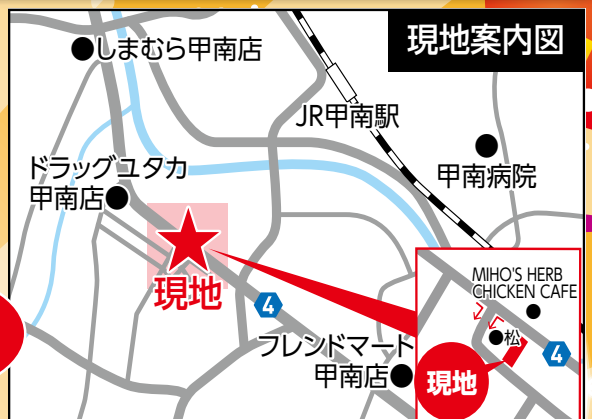 現地案内図
しまむら甲南店
JR甲南駅
甲南病院
ドラッグユタカ
甲南店
現地
4
フレンドマート
甲南店
MIHO'S HERB
CHICKEN CAFE
松
4
現地